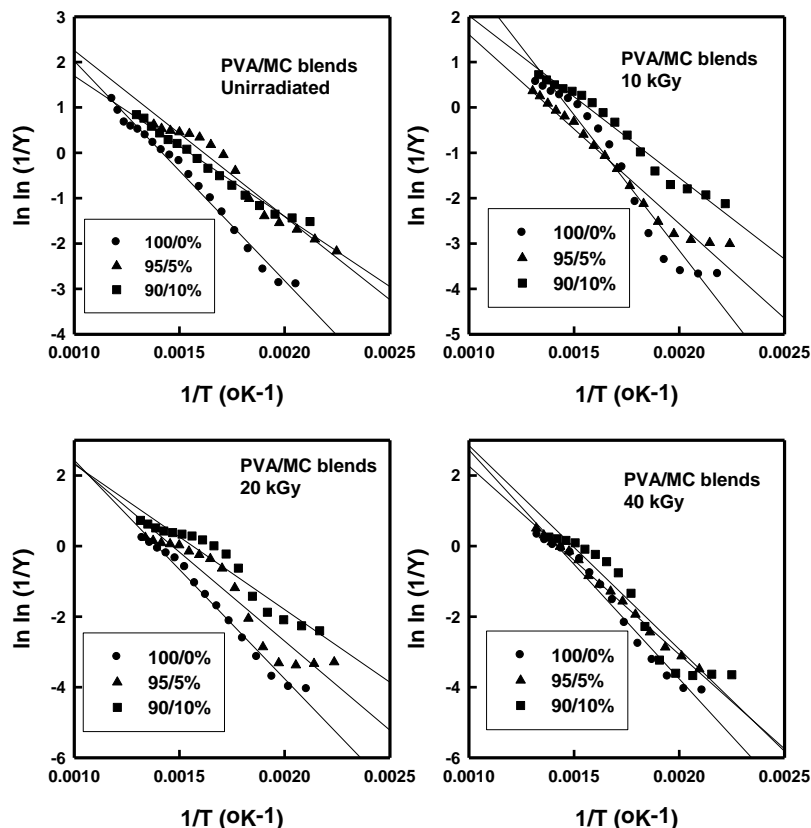 3
2
1
0
-1
-2
-3
-4
ln ln (1/Y)
PVA/MC blends
Unirradiated
100/0%
95/5%
90/10%
0.0010 0.0015 0.0020 0.0025
1/T (oK-1)
2
1
0
-1
-2
-3
-4
-5
ln ln (1/Y)
PVA/MC blends
10 kGy
100/0%
95/5%
90/10%
0.0010 0.0015 0.0020 0.0025
1/T (oK-1)
2
0
-2
-4
-6
ln ln (1/Y)
PVA/MC blends
20 kGy
100/0%
95/5%
90/10%
0.0010 0.0015 0.0020 0.0025
1/T (oK-1)
2
0
-2
-4
-6
ln ln (1/Y)
PVA/MC blends
40 kGy
100/0%
95/5%
90/10%
0.0010 0.0015 0.0020 0.0025
1/T (oK-1)